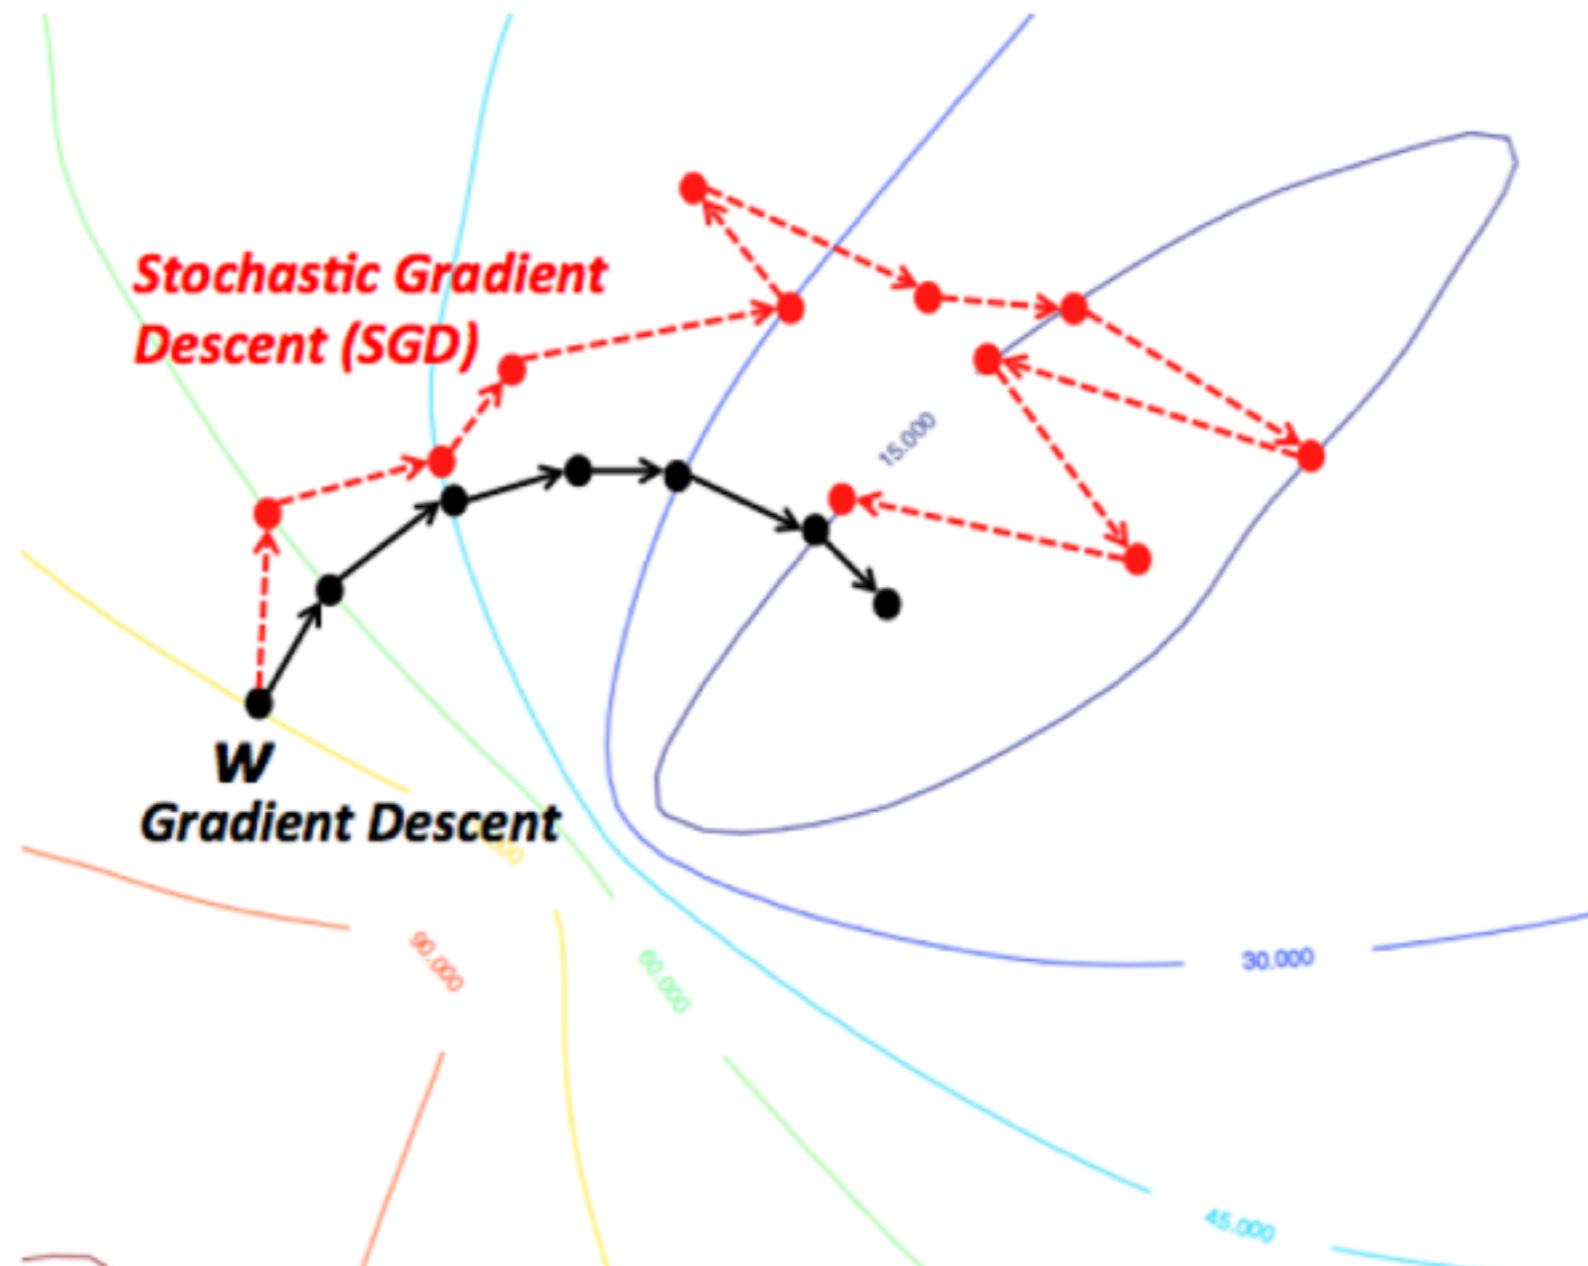 Stochastic Gradient
Descent (SGD)
15.000
W
Gradient Descent
90.000
60.000
30.000
45.000